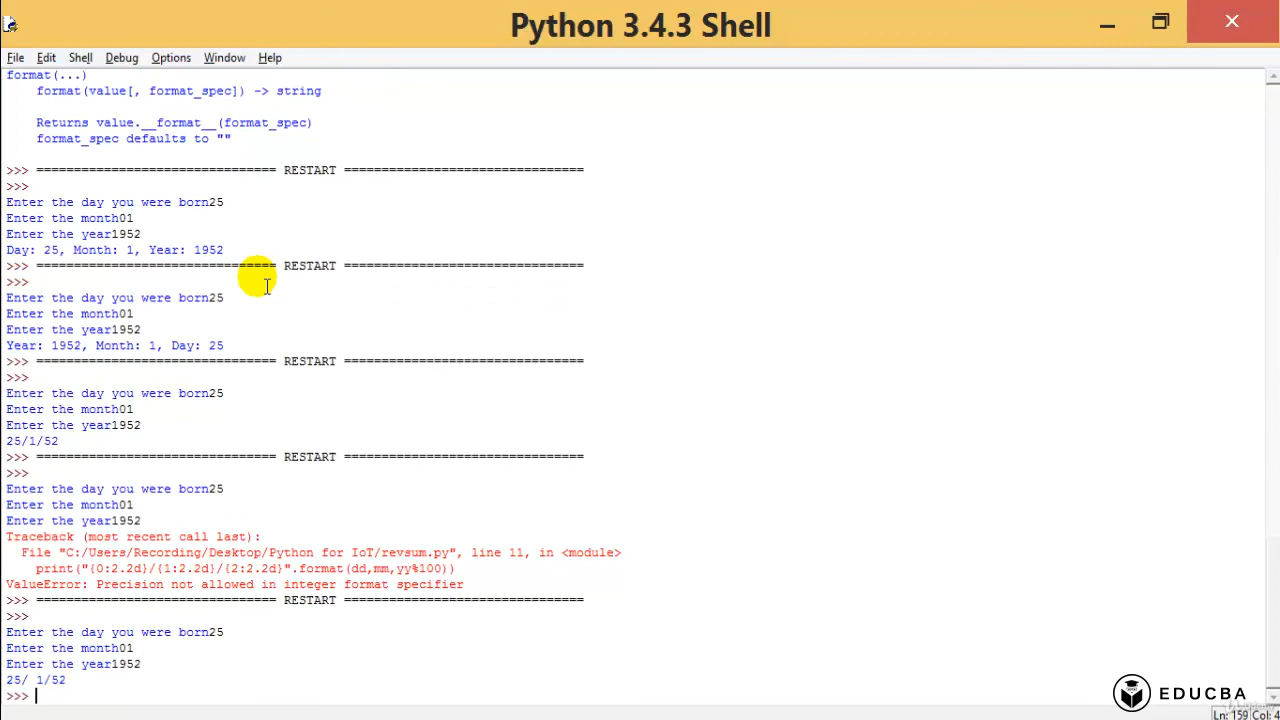 Python 3.4.3 Shell
File Edit Shell Debug Options Window Help
format(...)
    format(value[, format_spec]) -> string
    Returns value.__format__(format_spec)
    format_spec defaults to ""
>>> ================================ RESTART ================================
>>>
Enter the day you were born25
Enter the month01
Enter the year1952
Day: 25, Month: 1, Year: 1952
>>> ================================ RESTART ================================
>>>
Enter the day you were born25
Enter the month01
Enter the year1952
Year: 1952, Month: 1, Day: 25
>>> ================================ RESTART ================================
>>>
Enter the day you were born25
Enter the month01
Enter the year1952
25/1/52
>>> ================================ RESTART ================================
>>>
Enter the day you were born25
Enter the month01
Enter the year1952
Traceback (most recent call last):
  File "C:/Users/Recording/Desktop/Python for IoT/revsum.py", line 11, in <module>
    print("{0:2.2d}/{1:2.2d}/{2:2.2d}".format(dd,mm,yy%100))
ValueError: Precision not allowed in integer format specifier
>>> ================================ RESTART ================================
>>>
Enter the day you were born25
Enter the month01
Enter the year1952
25/ 1/52
>>>
EDUCBA
Ln: 159 Col: 4